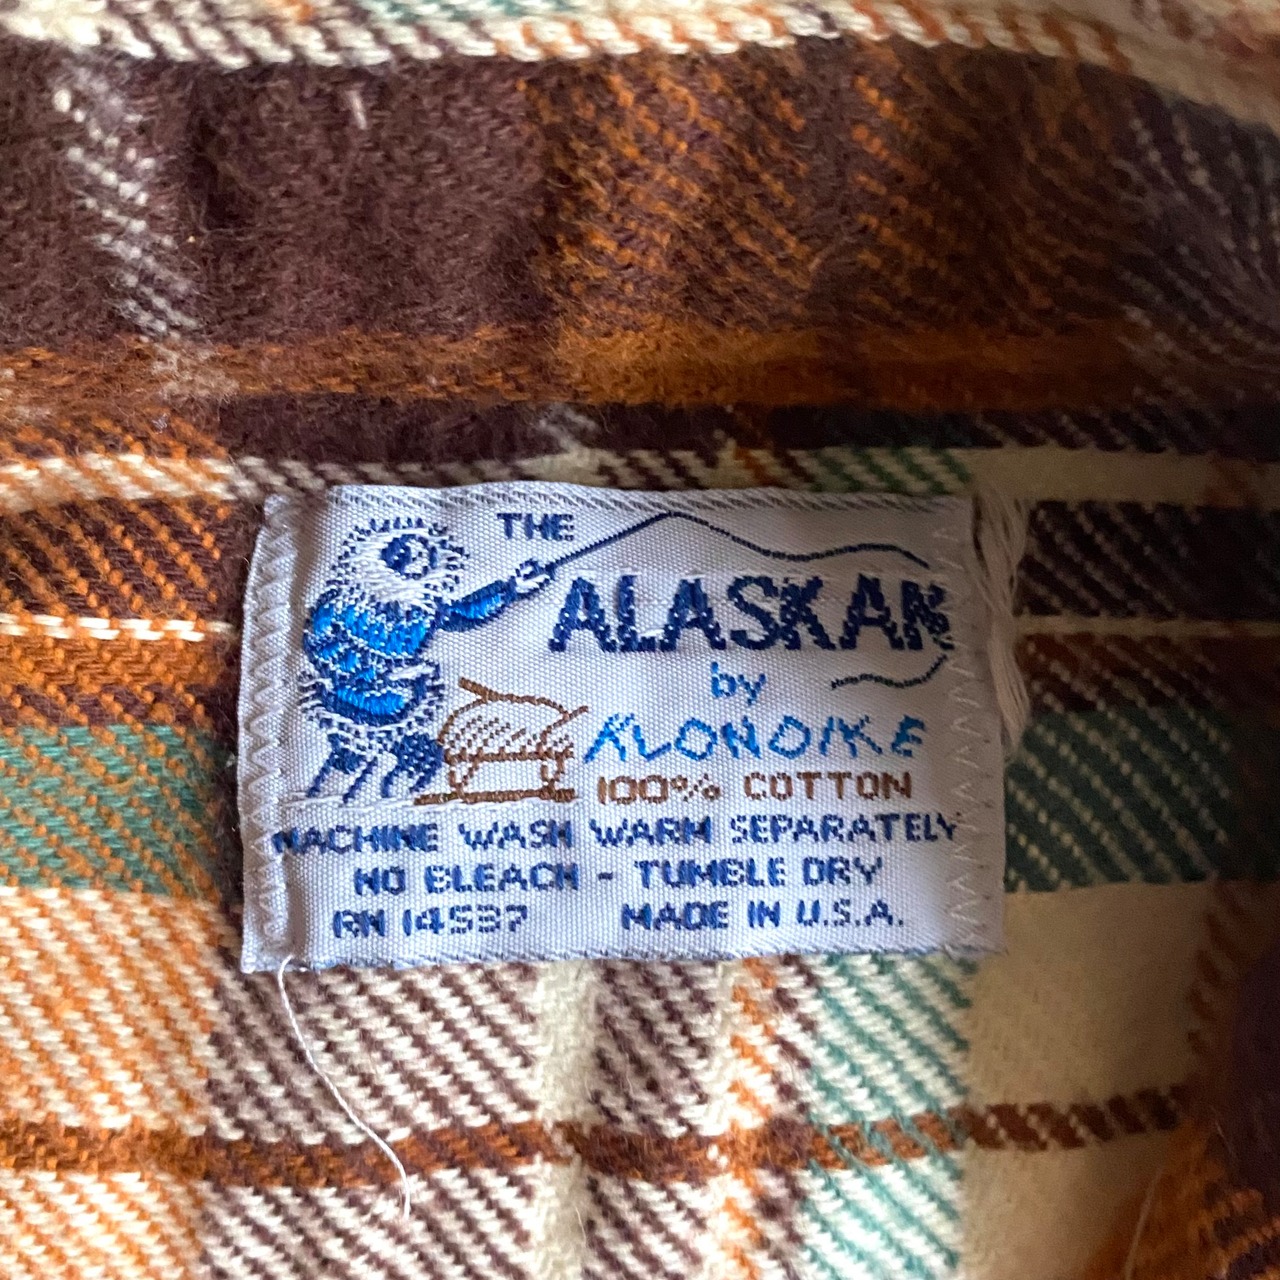 THE
ALASKAN
by
KLONDIKE
100% COTTON
MACHINE WASH WARM SEPARATELY
NO BLEACH - TUMBLE DRY
RN 14537 MADE IN U.S.A.